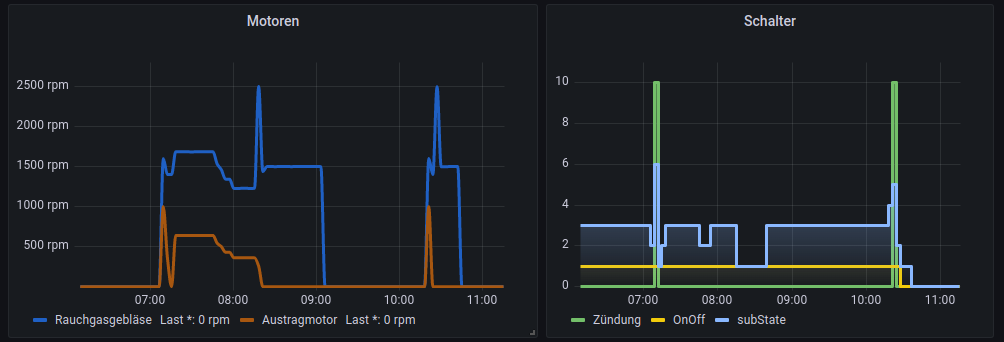 Motoren
2500 rpm
2000 rpm
1500 rpm
1000 rpm
500 rpm
07:00 08:00 09:00 10:00 11:00
Rauchgasgebläse Last *: 0 rpm Austragmotor Last *: 0 rpm
Schalter
10
8
6
4
2
0
07:00 08:00 09:00 10:00 11:00
Zündung OnOff subState